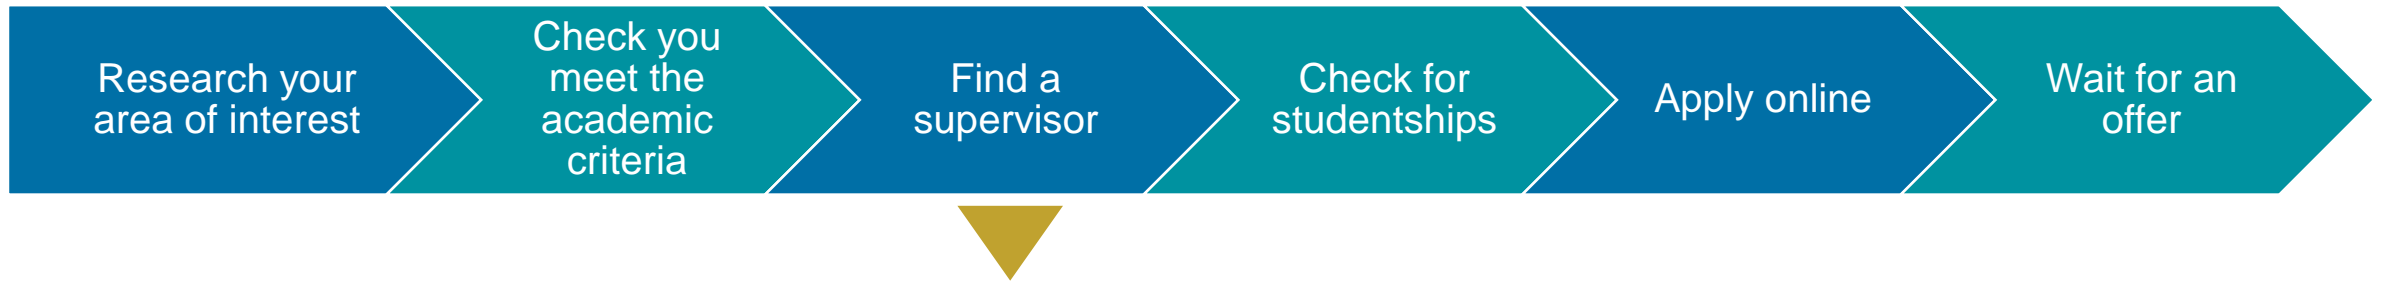 Research your
area of interest
Check you
meet the
academic
criteria
Find a
supervisor
Check for
studentships
Apply online
Wait for an
offer